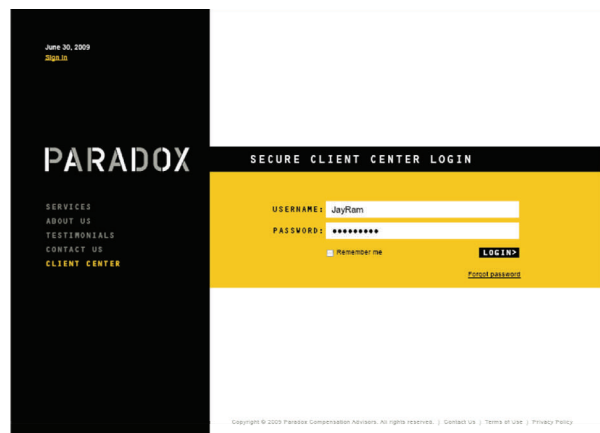 June 30, 2009
Sign In
PARADOX
SECURE CLIENT CENTER LOGIN
SERVICES
ABOUT US
TESTIMONIALS
CONTACT US
CLIENT CENTER
USERNAME: JayRam
PASSWORD: •••••••••
Remember me
LOGIN>
Forgot password
Copyright © 2009 Paradox Compensation Advisors. All rights reserved. | Contact Us | Terms of Use | Privacy Policy